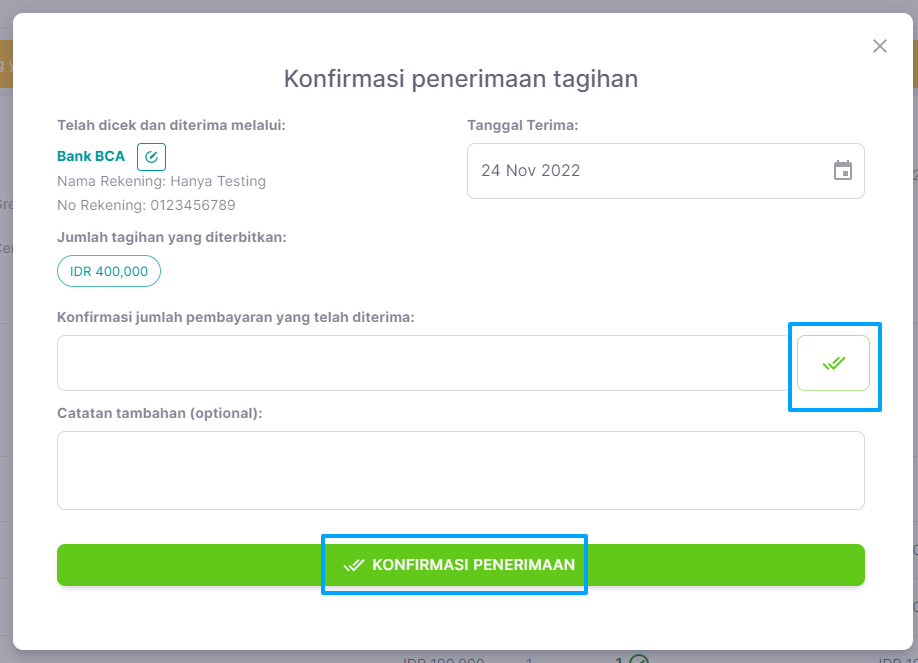 Konfirmasi penerimaan tagihan
Telah dicek dan diterima melalui:
Bank BCA
Nama Rekening: Hanya Testing
No Rekening: 0123456789
Tanggal Terima:
24 Nov 2022
Jumlah tagihan yang diterbitkan:
IDR 400,000
Konfirmasi jumlah pembayaran yang telah diterima:
Catatan tambahan (optional):
KONFIRMASI PENERIMAAN